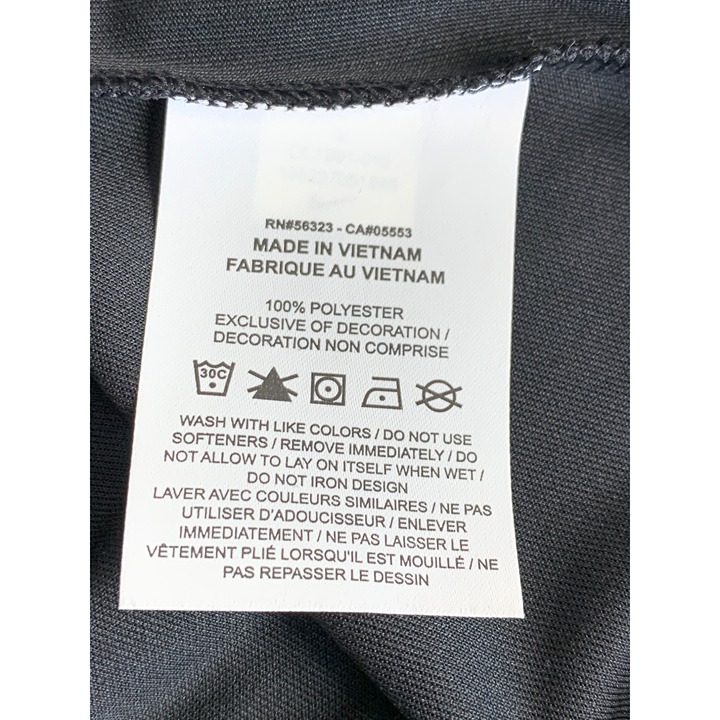 RN#56323 - CA#05553
MADE IN VIETNAM
FABRIQUE AU VIETNAM
100% POLYESTER
EXCLUSIVE OF DECORATION /
DECORATION NON COMPRISE
30C
WASH WITH LIKE COLORS / DO NOT USE
SOFTENERS / REMOVE IMMEDIATELY / DO
NOT ALLOW TO LAY ON ITSELF WHEN WET /
DO NOT IRON DESIGN
LAVER AVEC COULEURS SIMILAIRES / NE PAS
UTILISER D'ADOUCISSEUR / ENLEVER
IMMEDIATEMENT / NE PAS LAISSER LE
VÊTEMENT PLIÉ LORSQU'IL EST MOUILLÉ / NE
PAS REPASSER LE DESSIN